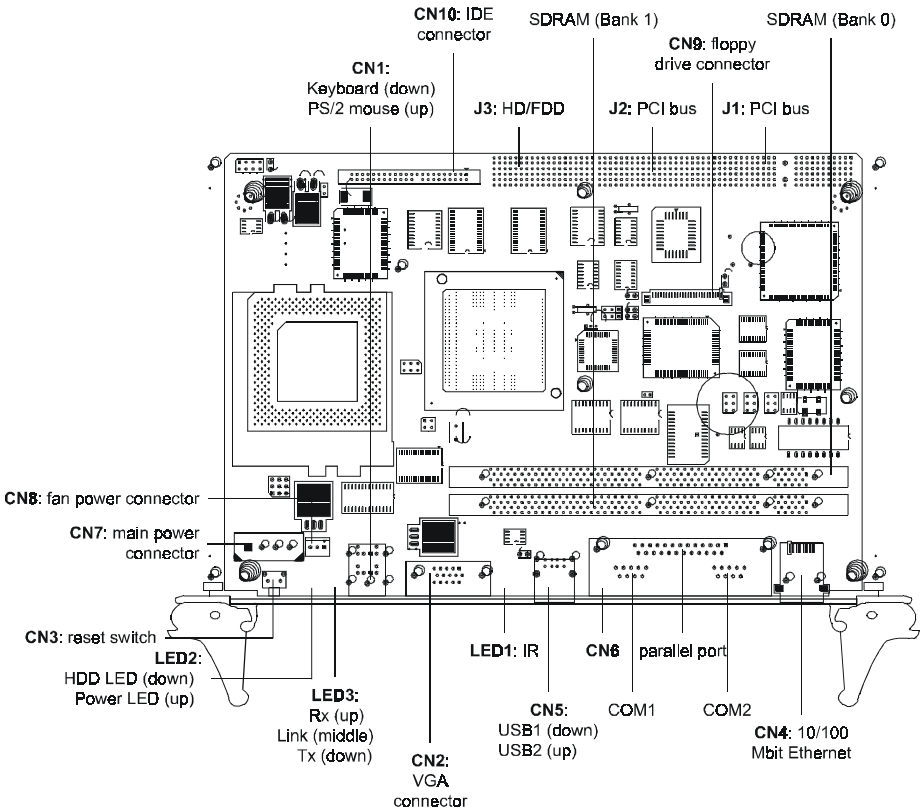 CN10: IDE
connector
SDRAM (Bank 1)
SDRAM (Bank 0)
CN9: floppy
drive connector
CN1:
Keyboard (down)
PS/2 mouse (up)
J3: HD/FDD
J2: PCI bus
J1: PCI bus
CN8: fan power connector
CN7: main power
connector
CN3: reset switch
LED2:
HDD LED (down)
Power LED (up)
LED3:
Rx (up)
Link (middle)
Tx (down)
CN2:
VGA
connector
LED1: IR
CN5:
USB1 (down)
USB2 (up)
CN6 parallel port
COM1
COM2
CN4: 10/100
Mbit Ethernet